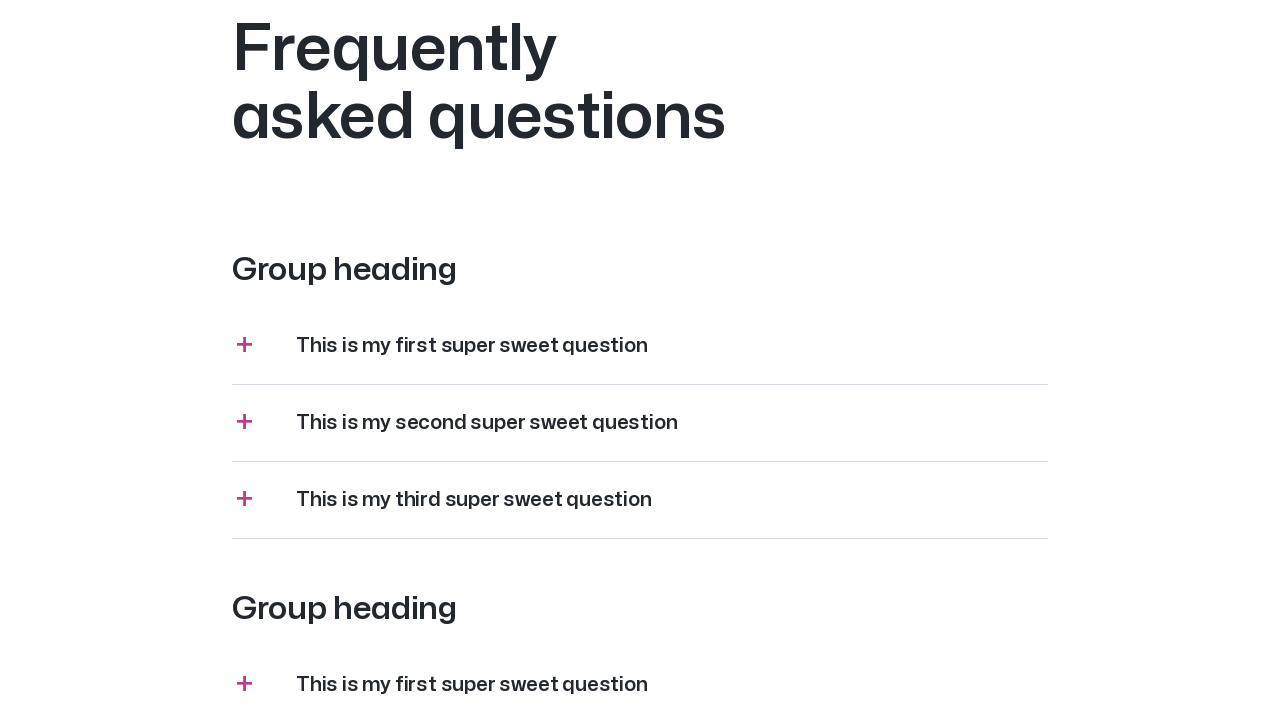 Frequently
asked questions
Group heading
This is my first super sweet question
This is my second super sweet question
This is my third super sweet question
Group heading
This is my first super sweet question